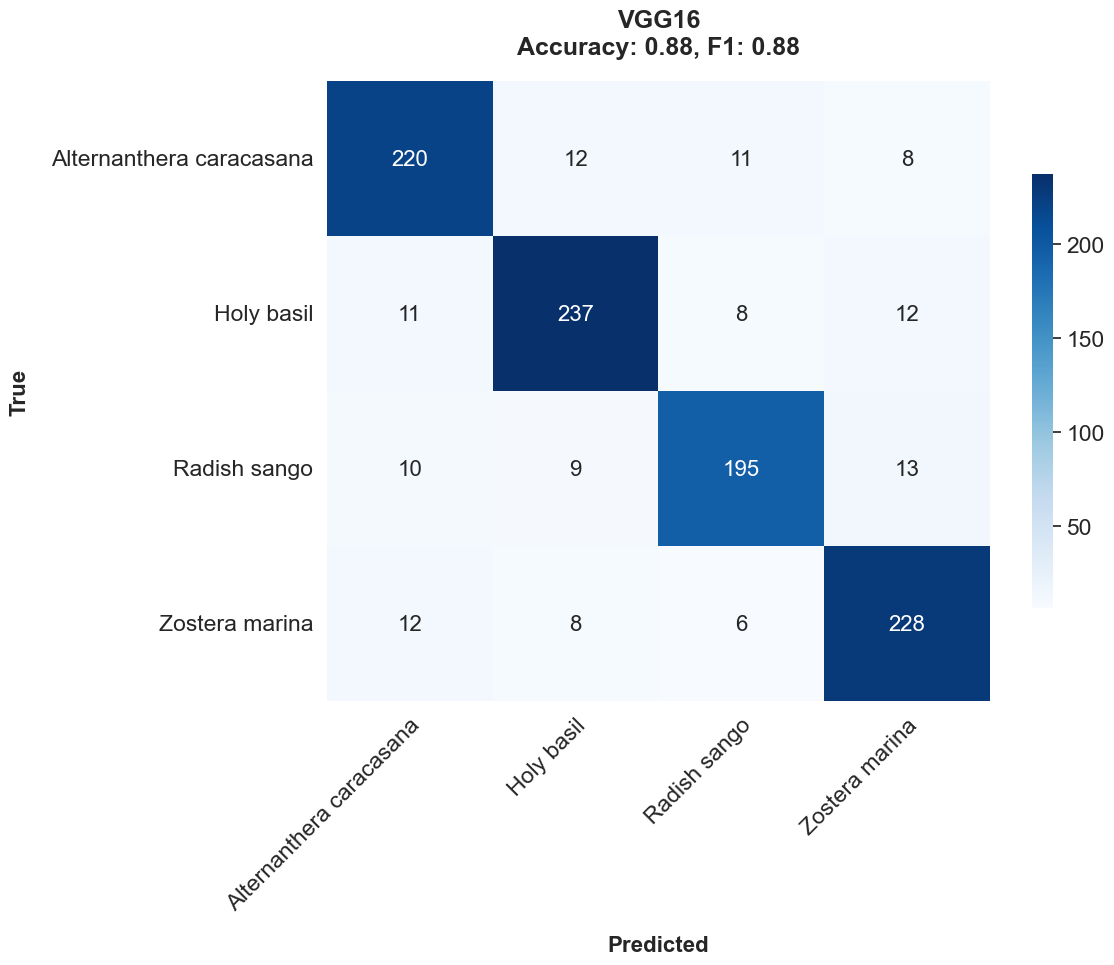 VGG16
Accuracy: 0.88, F1: 0.88
True
Alternanthera caracasana 220 12 11 8
Holy basil 11 237 8 12
Radish sango 10 9 195 13
Zostera marina 12 8 6 228
200
150
100
50
Alternanthera caracasana
Holy basil
Radish sango
Zostera marina
Predicted